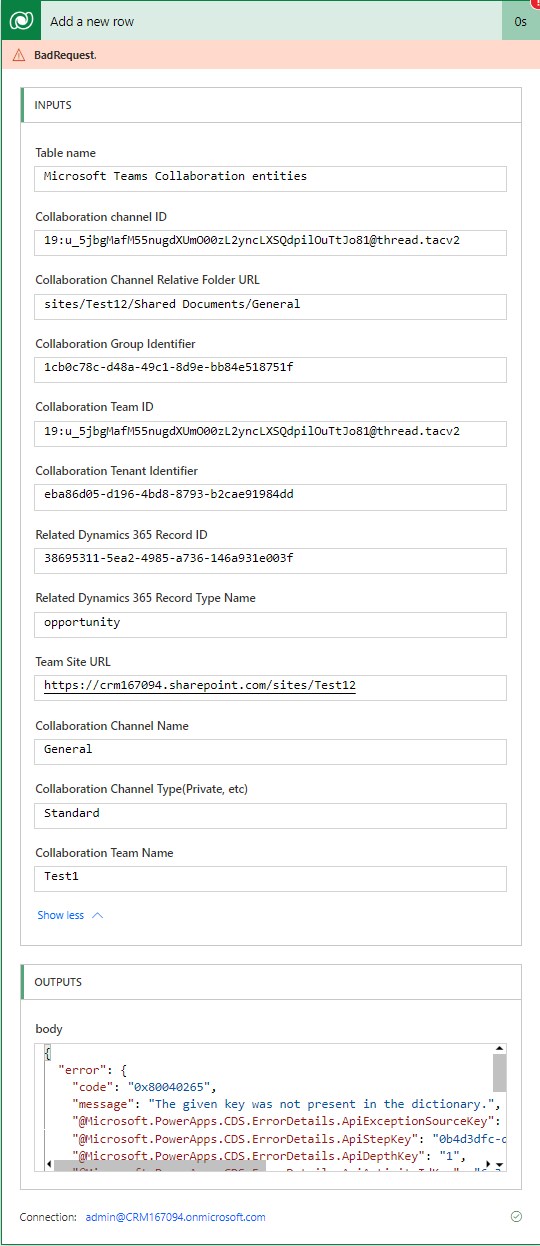 Add a new row
0s
BadRequest.
INPUTS
Table name
Microsoft Teams Collaboration entities
Collaboration channel ID
19:u_5jbgMafM55nugdXUmO00zL2yncLXSQdpilOuTtJo81@thread.tacv2
Collaboration Channel Relative Folder URL
sites/Test12/Shared Documents/General
Collaboration Group Identifier
1cb0c78c-d48a-49c1-8d9e-bb84e518751f
Collaboration Team ID
19:u_5jbgMafM55nugdXUmO00zL2yncLXSQdpilOuTtJo81@thread.tacv2
Collaboration Tenant Identifier
eba86d05-d196-4bd8-8793-b2cae91984dd
Related Dynamics 365 Record ID
38695311-5ea2-4985-a736-146a931e003f
Related Dynamics 365 Record Type Name
opportunity
Team Site URL
https://crm167094.sharepoint.com/sites/Test12
Collaboration Channel Name
General
Collaboration Channel Type(Private, etc)
Standard
Collaboration Team Name
Test1
Show less
OUTPUTS
body
{
"error": {
"code": "0x80040265",
"message": "The given key was not present in the dictionary.",
"@Microsoft.PowerApps.CDS.ErrorDetails.ApiExceptionSourceKey":
"@Microsoft.PowerApps.CDS.ErrorDetails.ApiStepKey": "0b4d3dfc-c
"@Microsoft.PowerApps.CDS.ErrorDetails.ApiDepthKey": "1",
Connection: admin@CRM167094.onmicrosoft.com